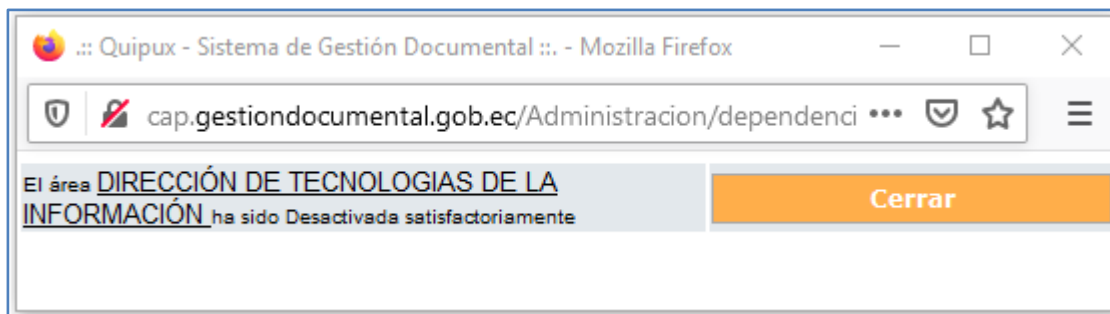 .:: Quipux - Sistema de Gestión Documental ::. - Mozilla Firefox
cap.gestiondocumental.gob.ec/Administracion/dependenci
El área DIRECCIÓN DE TECNOLOGIAS DE LA
INFORMACIÓN ha sido Desactivada satisfactoriamente
Cerrar